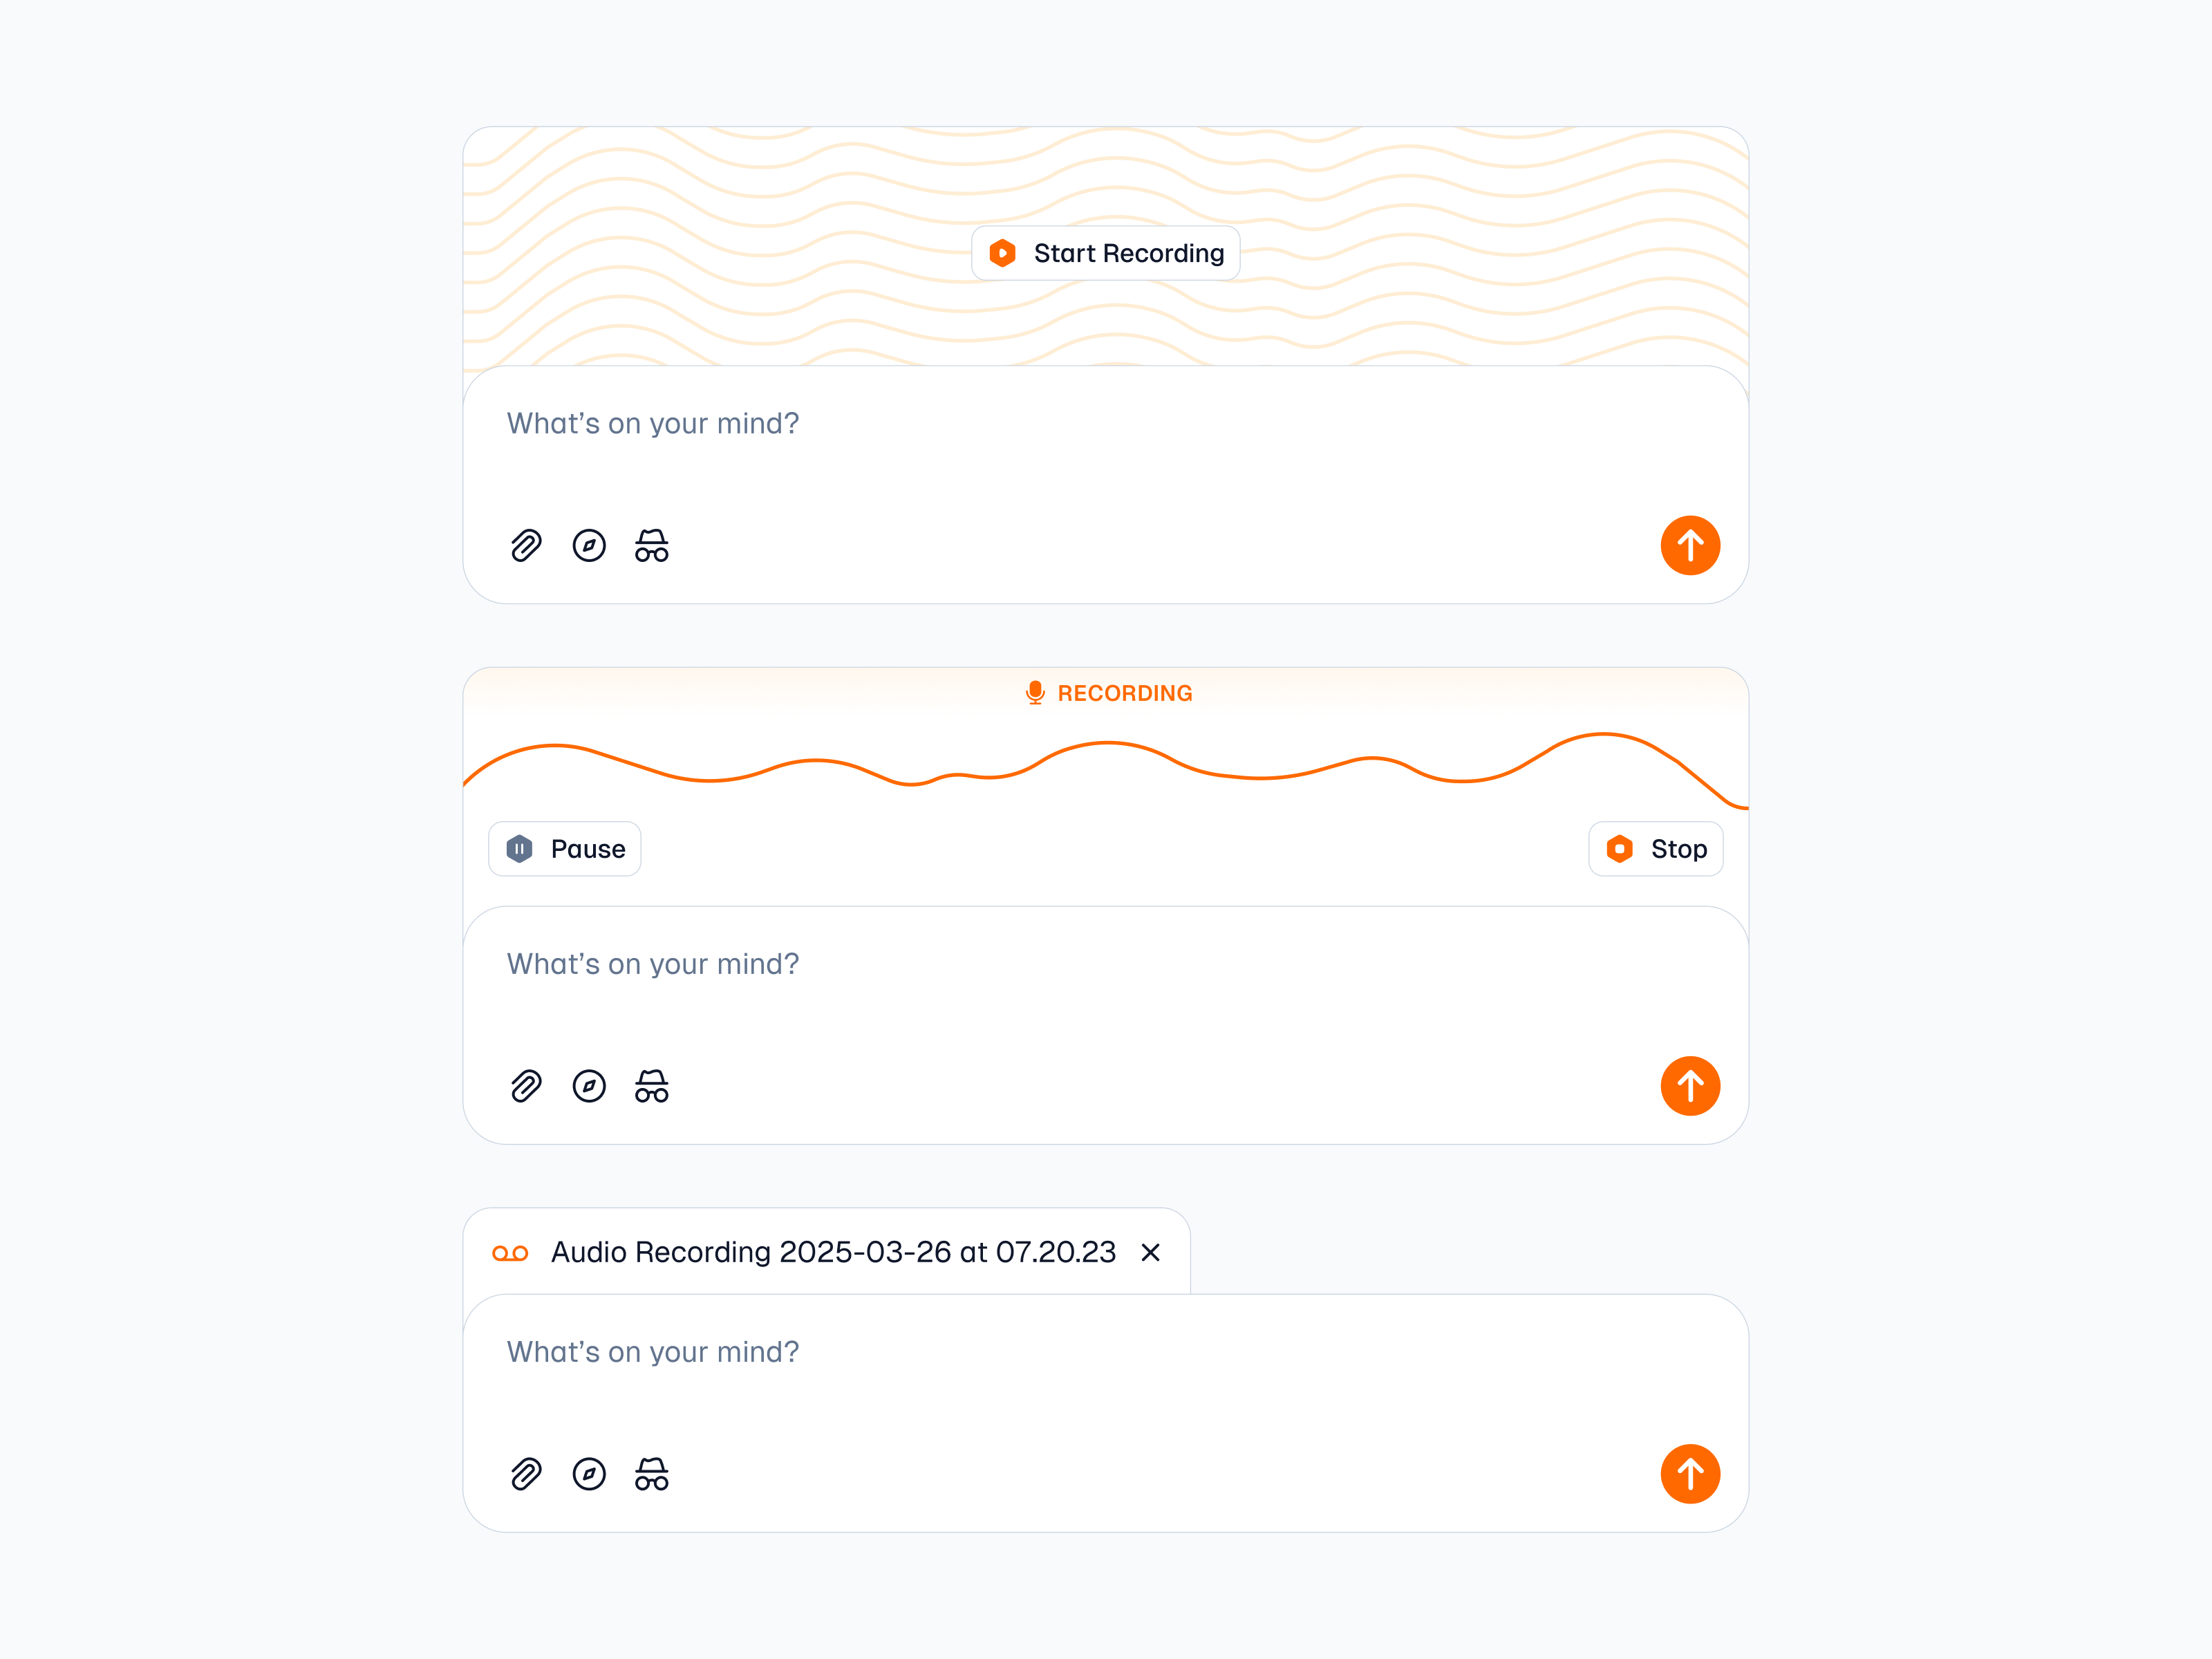 Start Recording
What’s on your mind?
RECORDING
Pause
Stop
What’s on your mind?
Audio Recording 2025-03-26 at 07.20.23
What’s on your mind?